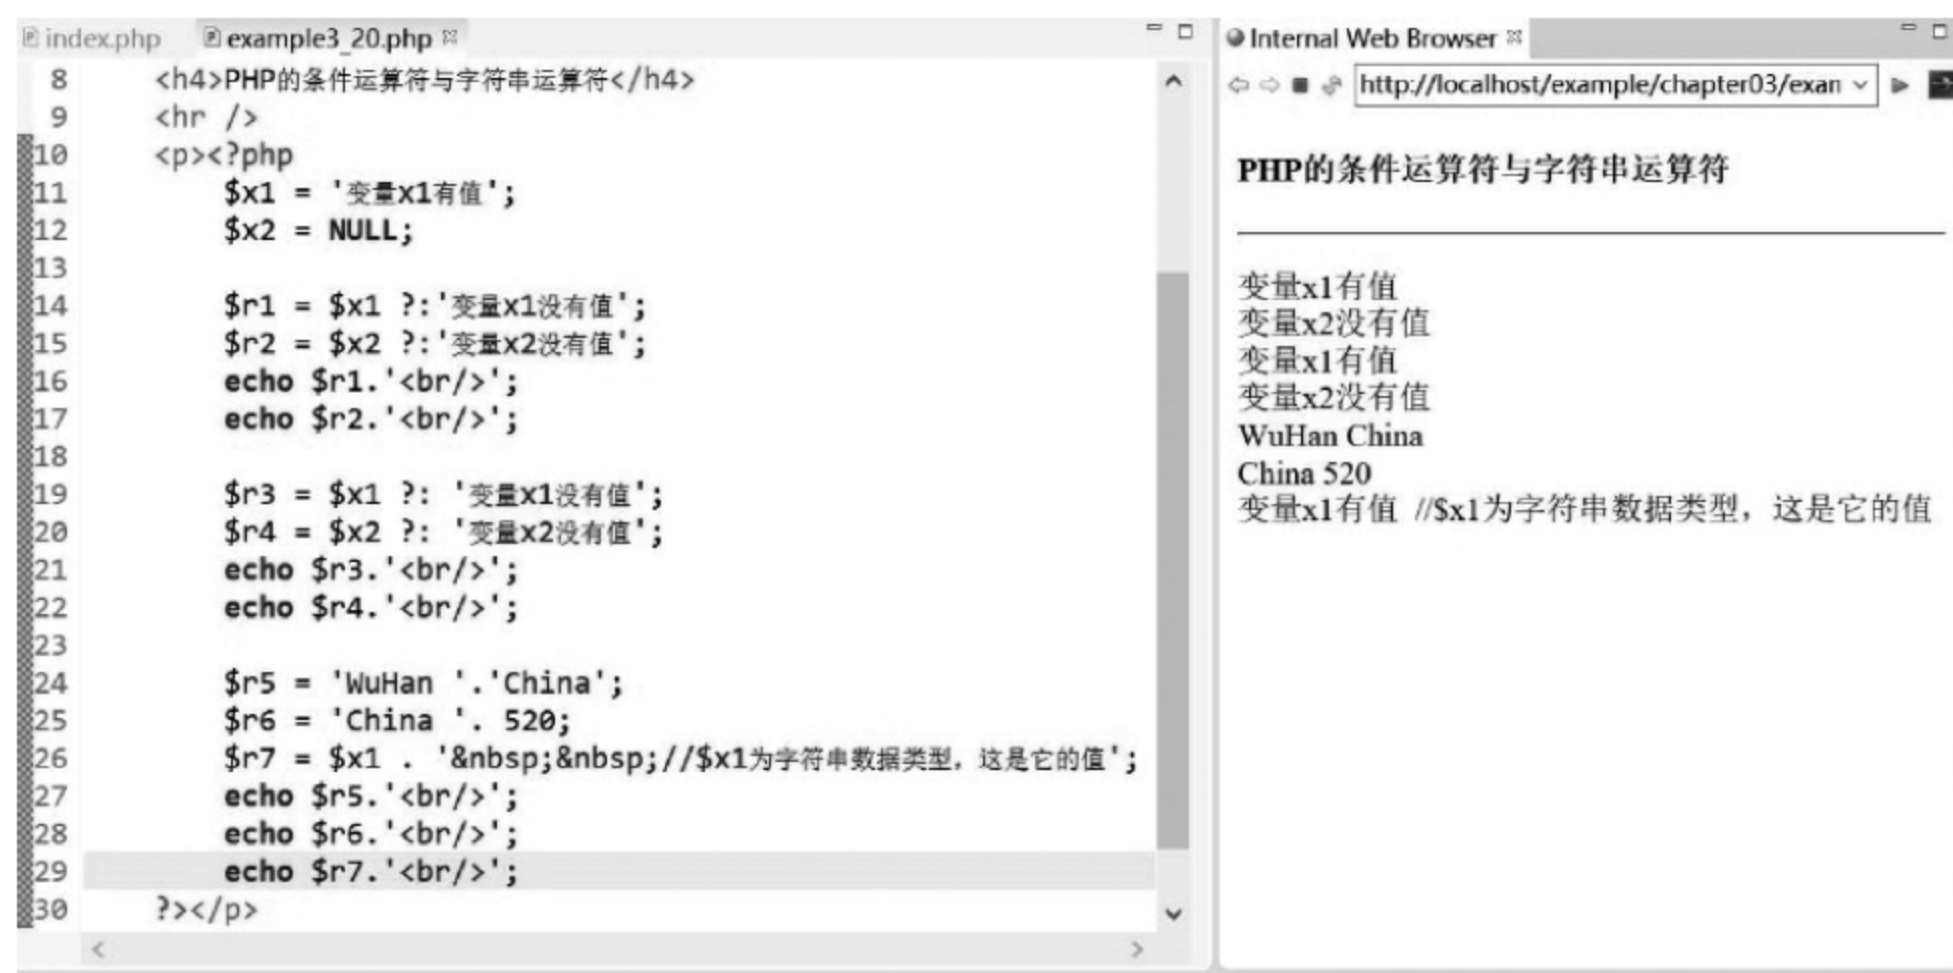 index.php example3_20.php
8 <h4>PHP的条件运算符与字符串运算符</h4>
9 <hr />
10 <p><?php
11 $x1 = '变量x1有值';
12 $x2 = NULL;
13
14 $r1 = $x1 ?:'变量x1没有值';
15 $r2 = $x2 ?:'变量x2没有值';
16 echo $r1.'<br/>';
17 echo $r2.'<br/>';
18
19 $r3 = $x1 ?: '变量x1没有值';
20 $r4 = $x2 ?: '变量x2没有值';
21 echo $r3.'<br/>';
22 echo $r4.'<br/>';
23
24 $r5 = 'WuHan '.'China';
25 $r6 = 'China '. 520;
26 $r7 = $x1 . '&nbsp;&nbsp;//$x1为字符串数据类型，这是它的值';
27 echo $r5.'<br/>';
28 echo $r6.'<br/>';
29 echo $r7.'<br/>';
30 ?></p>
Internal Web Browser
http://localhost/example/chapter03/exan
PHP的条件运算符与字符串运算符
变量x1有值
变量x2没有值
变量x1有值
变量x2没有值
WuHan China
China 520
变量x1有值 //$x1为字符串数据类型，这是它的值